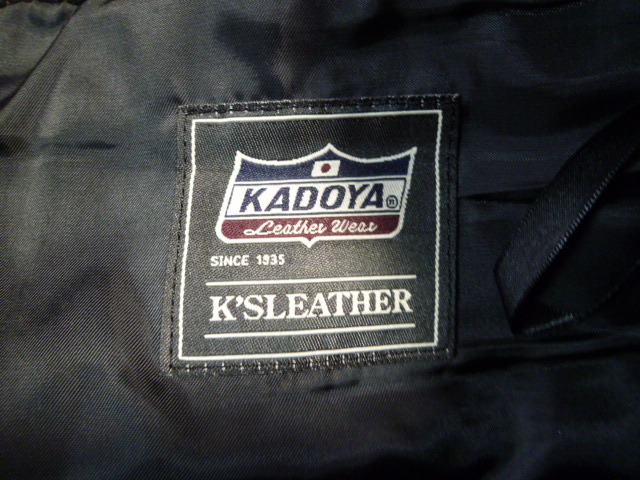 KADOYA
Leather Wear
SINCE 1935
K'SLEATHER